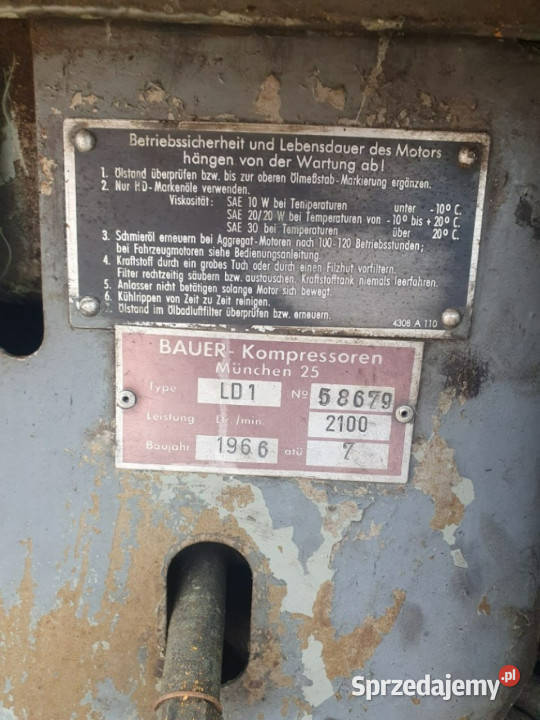 Betriebssicherheit und Lebensdauer des Motors
hängen von der Wartung ab!
1. Ölstand überprüfen bzw. bis zur oberen Ölmeßstab-Markierung ergänzen.
2. Nur HD-Markenöle verwenden.
Viskosität: SAE 10 W bei Temperaturen unter -10° C.
SAE 20/20 W bei Temperaturen von -10° bis +20° C.
SAE 30 bei Temperaturen über 20° C.
3. Schmieröl erneuern bei Aggregat-Motoren nach 100-120 Betriebsstunden;
bei Fahrzeugmotoren siehe Bedienungsanleitung.
4. Kraftstoff durch ein grobes Tuch oder durch einen Filzhut vorfiltern.
Filter rechtzeitig säubern bzw. austauschen. Kraftstofftank niemals leerfahren.
5. Anlasser nicht betätigen solange Motor sich bewegt.
6. Kühlrippen von Zeit zu Zeit reinigen.
7. Ölstand im Ölbadluftfilter überprüfen bzw. erneuern.
4308 A 110
BAUER-Kompressoren
München 25
Type LD1 No 58679
Leistung Dr./min. 2100
Baujahr 1966 atü 7
Sprzedajemy.pl